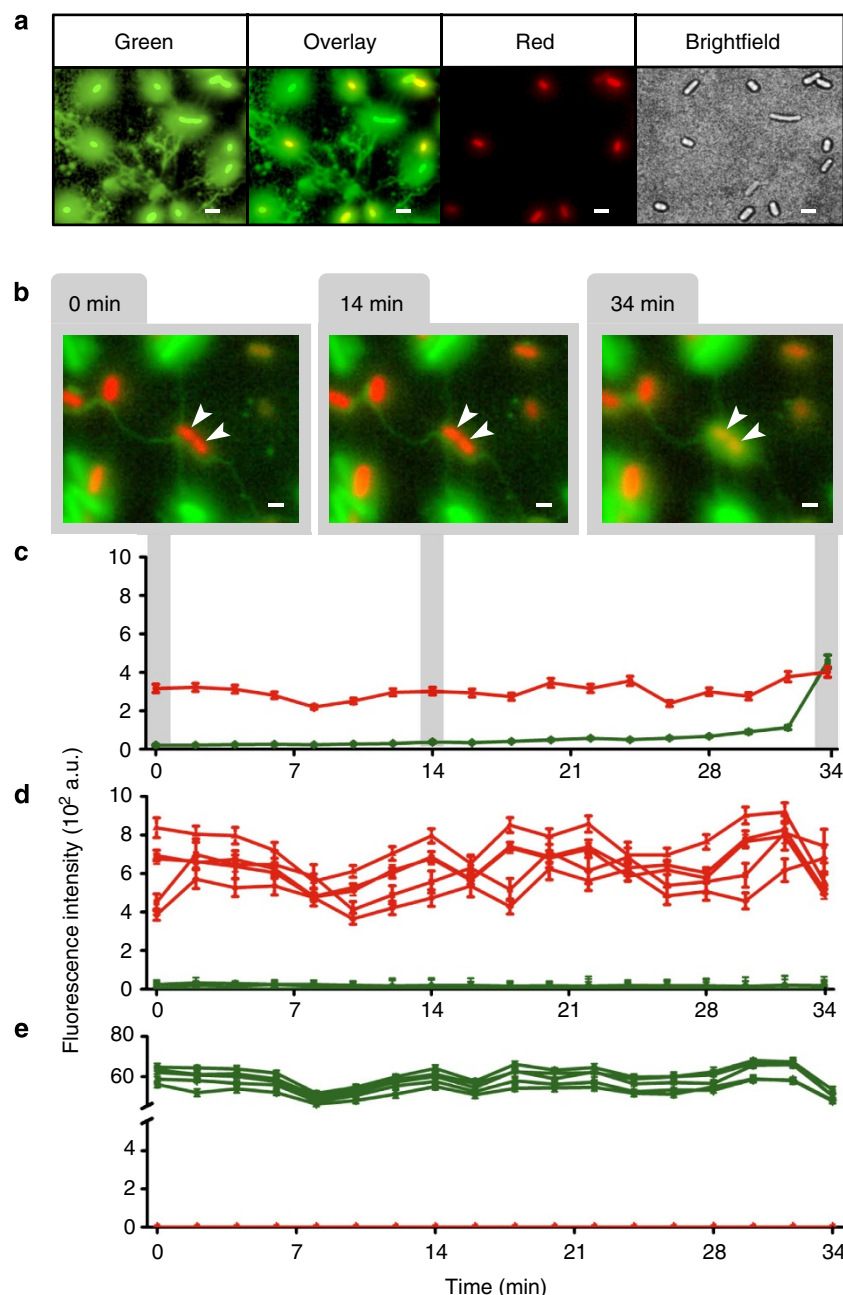 a
Green Overlay Red Brightfield
b
0 min 14 min 34 min
c
10
8
6
4
2
0
0 7 14 21 28 34
d
10
8
6
4
2
0
0 7 14 21 28 34
e
80
60
4
2
0
0 7 14 21 28 34
Fluorescence intensity (10² a.u.)
Time (min)